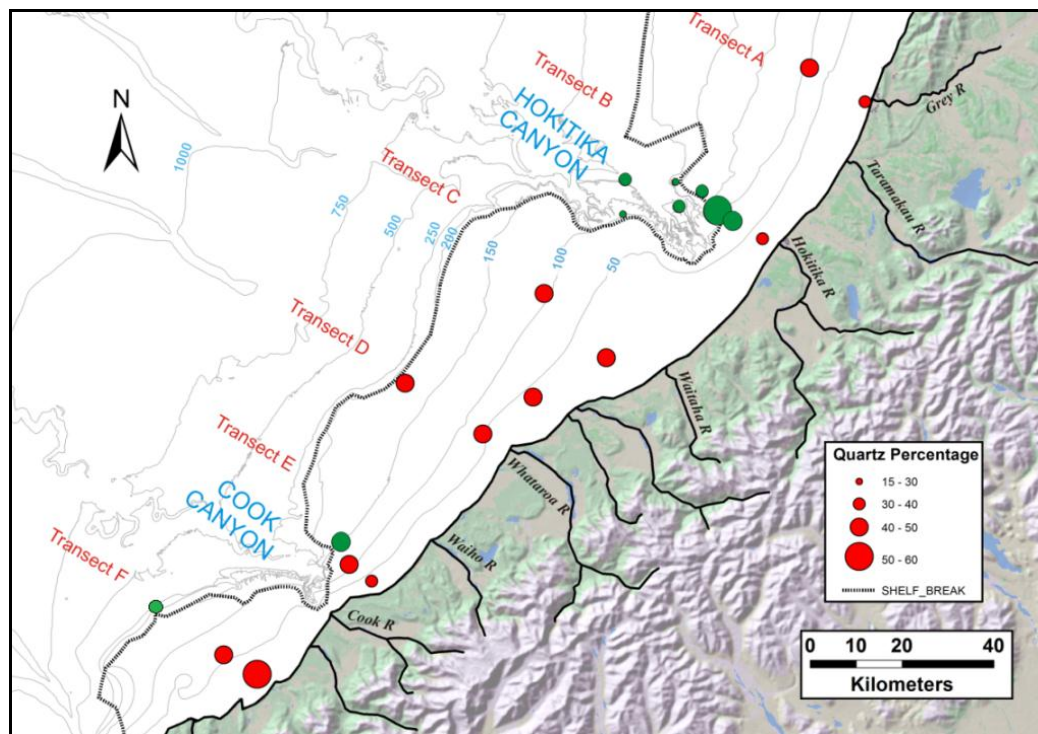 Transect A
Transect B
HOKITIKA
CANYON
Grey R
N
1000
Transect C
Taramakau R
750
500
250
200
150
100
50
Hokitika R
Transect D
Waitaha R
Transect E
COOK
CANYON
Whataroa R
Waiho R
Transect F
Cook R
Quartz Percentage
15 - 30
30 - 40
40 - 50
50 - 60
SHELF_BREAK
0 10 20 40
Kilometers